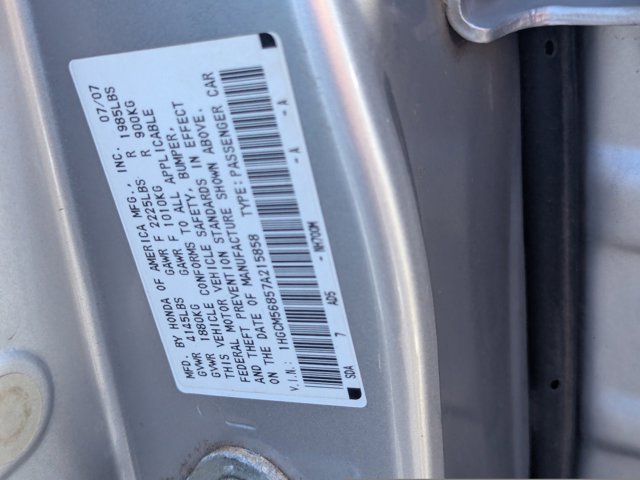 MFD. BY HONDA OF AMERICA MFG., INC. 07/07
GVWR 4145LBS GAWR F 2225LBS R 1985LBS
GVWR 1880KG GAWR F 1010KG R 900KG
THIS VEHICLE CONFORMS TO ALL APPLICABLE
FEDERAL MOTOR VEHICLE SAFETY, BUMPER,
AND THEFT PREVENTION STANDARDS IN EFFECT
ON THE DATE OF MANUFACTURE SHOWN ABOVE.
V.I.N.: 1HGCM56857A215858 TYPE: PASSENGER CAR
SDA 7 AD5 - NH700M - A - A